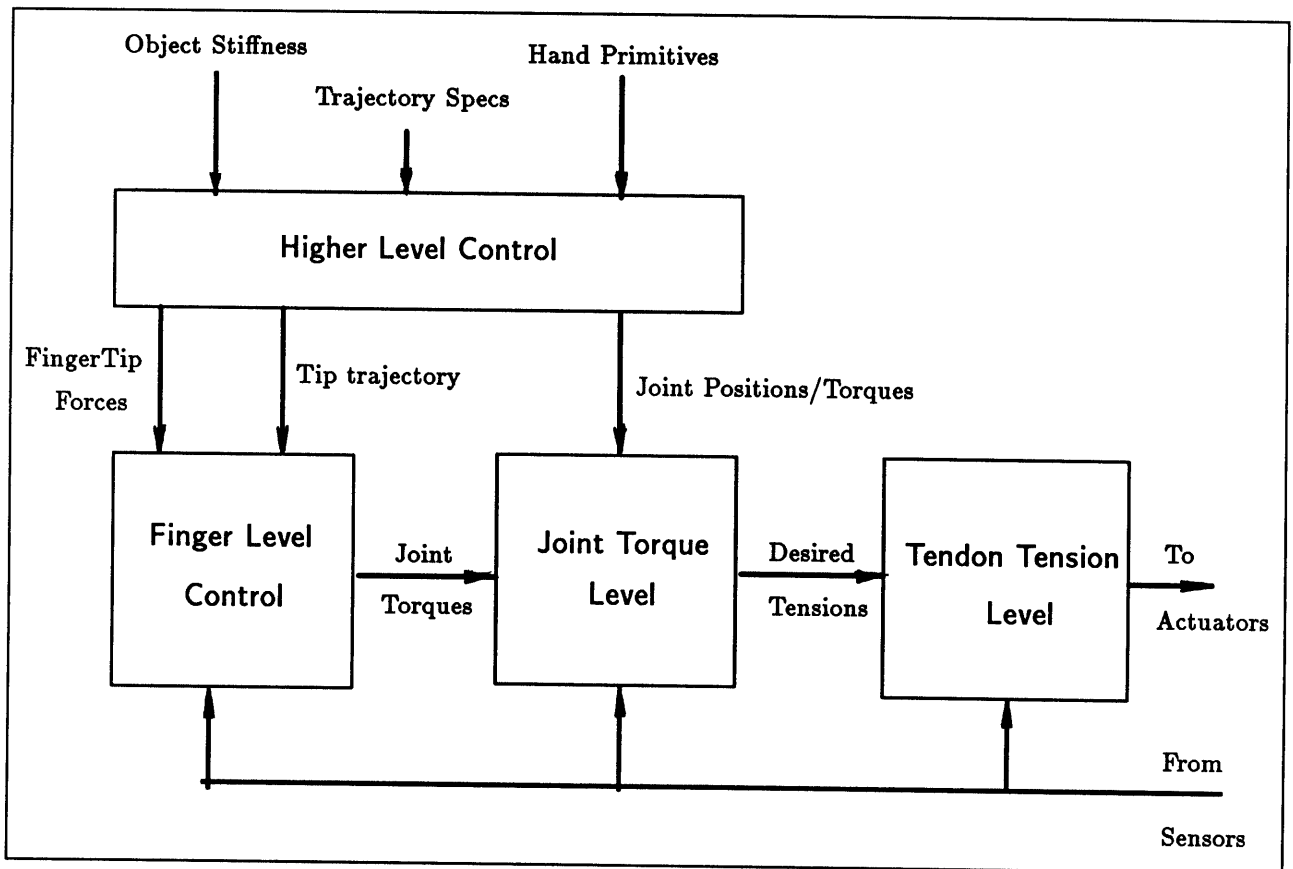 Object Stiffness
Hand Primitives
Trajectory Specs
Higher Level Control
FingerTip
Forces
Tip trajectory
Joint Positions/Torques
Finger Level
Control
Joint
Torques
Joint Torque
Level
Desired
Tensions
Tendon Tension
Level
To
Actuators
From
Sensors